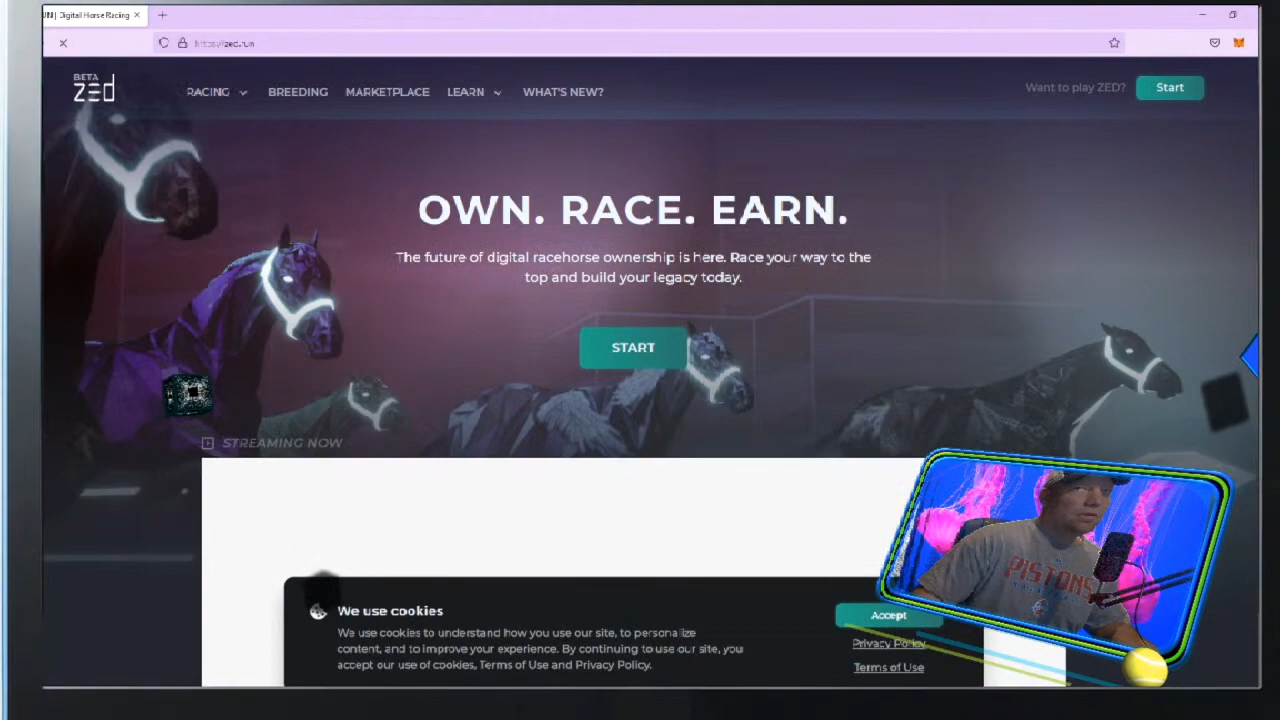 | Digital Horse Racing
https://zed.run
BETA
zed
RACING
BREEDING
MARKETPLACE
LEARN
WHAT'S NEW?
Want to play ZED?
Start
OWN. RACE. EARN.
The future of digital racehorse ownership is here. Race your way to the
top and build your legacy today.
START
STREAMING NOW
PISTONS
We use cookies
We use cookies to understand how you use our site, to personalize
content, and to improve your experience. By continuing to use our site, you
accept our use of cookies, Terms of Use and Privacy Policy.
Accept
Privacy Policy
Terms of Use